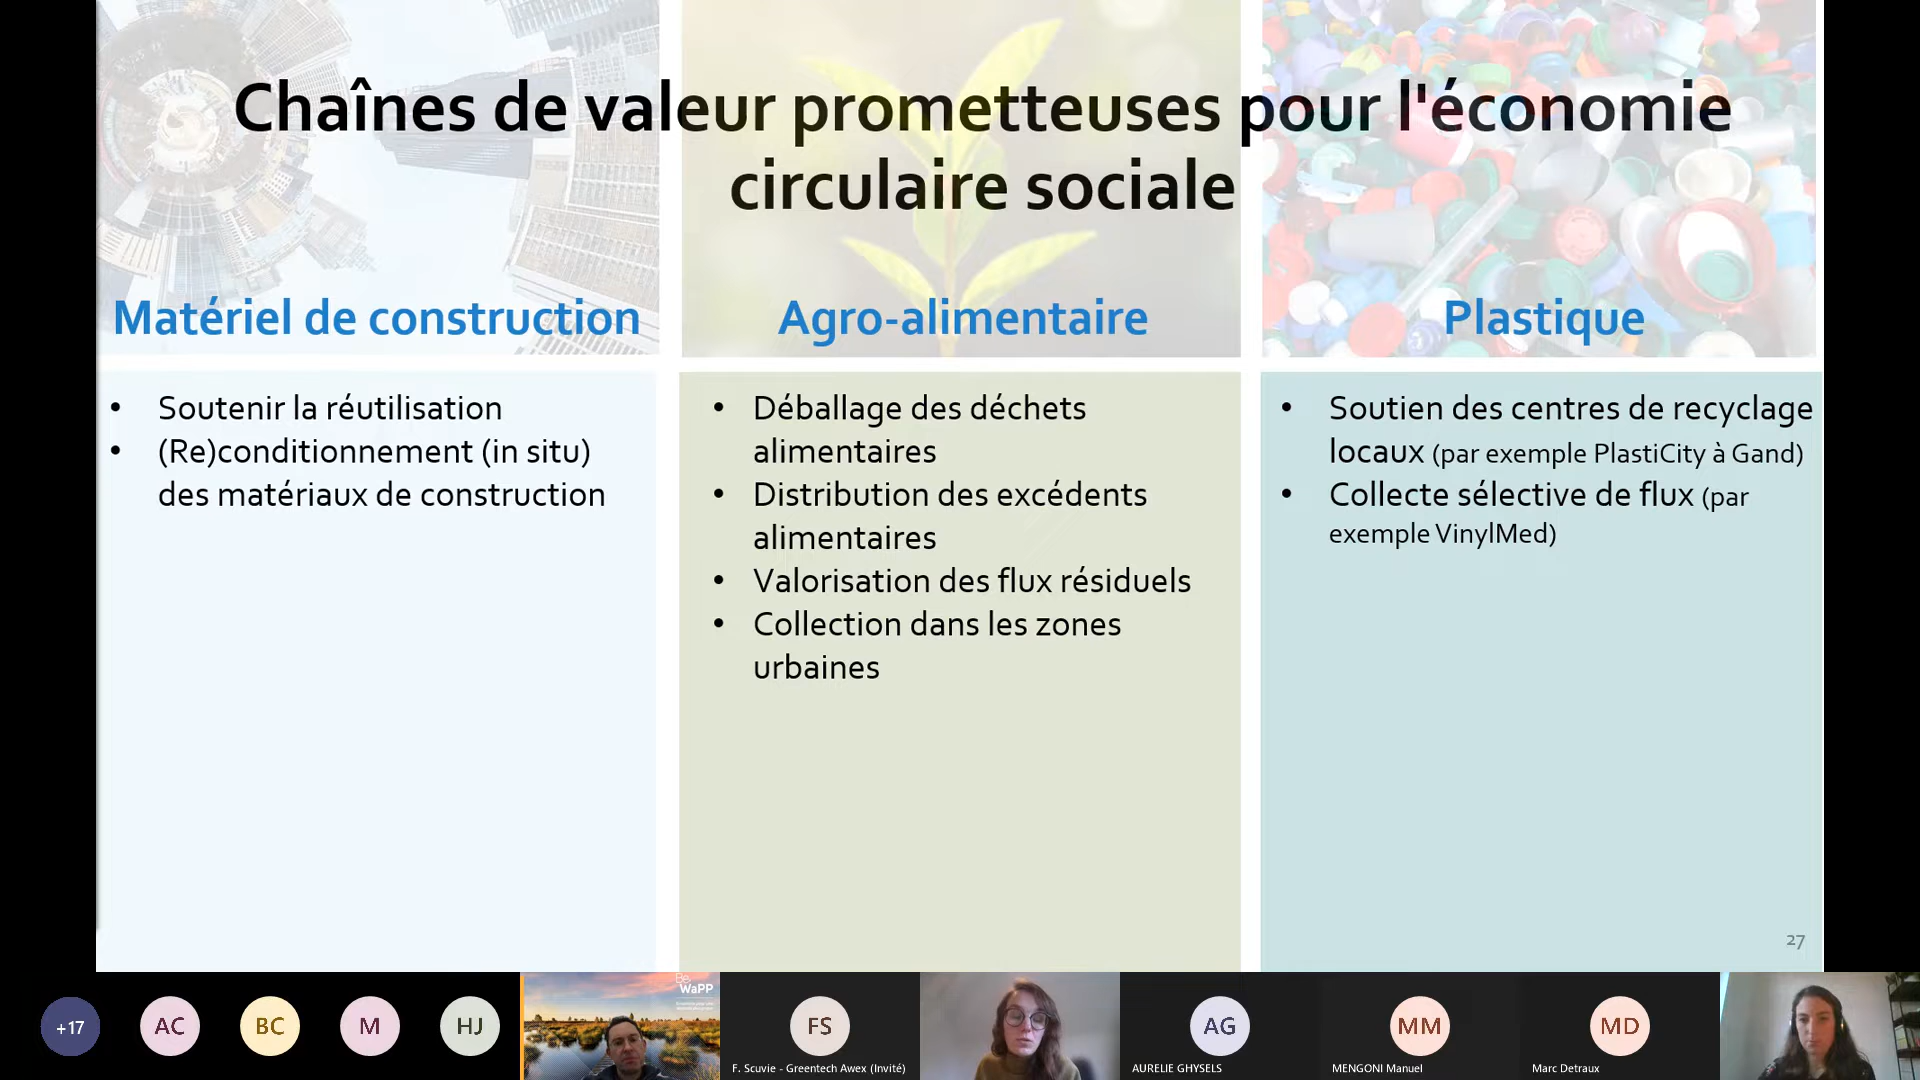 Chaînes de valeur prometteuses pour l'économie
circulaire sociale
Matériel de construction
• Soutenir la réutilisation
• (Re)conditionnement (in situ)
des matériaux de construction
Agro-alimentaire
• Déballage des déchets
alimentaires
• Distribution des excédents
alimentaires
• Valorisation des flux résiduels
• Collection dans les zones
urbaines
Plastique
• Soutien des centres de recyclage
locaux (par exemple PlastiCity à Gand)
• Collecte sélective de flux (par
exemple VinylMed)
27
+17
AC
BC
M
HJ
Be
WaPP
FS
F. Scuvie - Greentech Awex (Invité)
AG
AURELIE GHYSELS
MM
MENGONI Manuel
MD
Marc Detraux